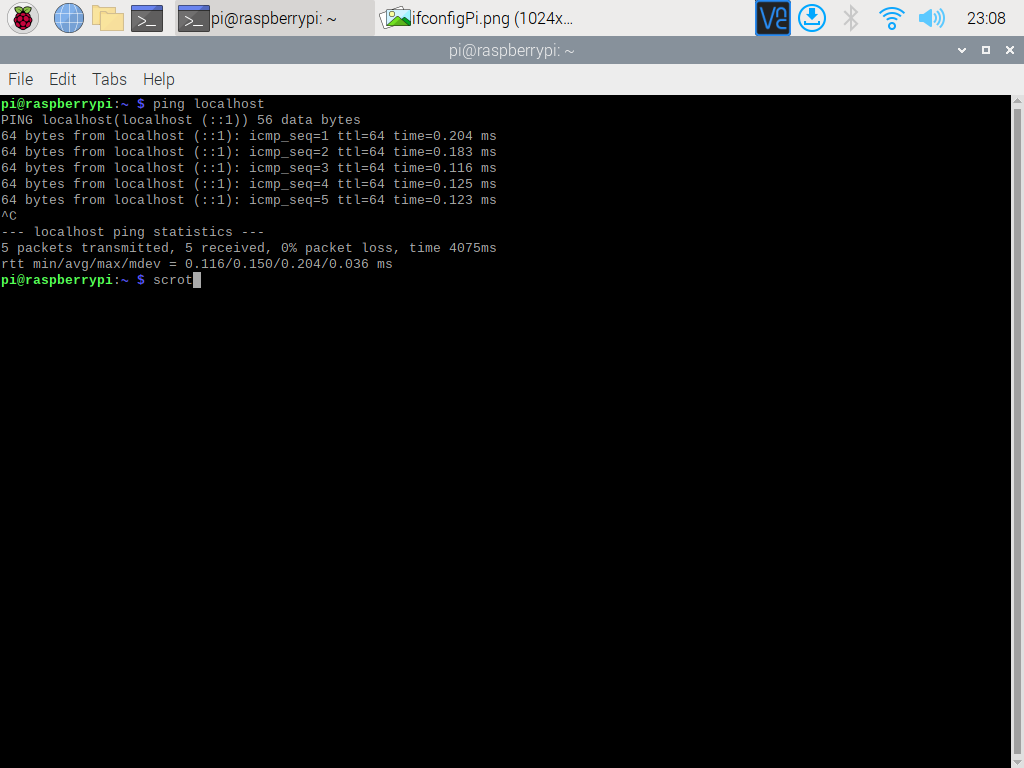 pi@raspberrypi: ~
ifconfigPi.png (1024x...
23:08
pi@raspberrypi: ~
File Edit Tabs Help
pi@raspberrypi:~ $ ping localhost
PING localhost(localhost (::1)) 56 data bytes
64 bytes from localhost (::1): icmp_seq=1 ttl=64 time=0.204 ms
64 bytes from localhost (::1): icmp_seq=2 ttl=64 time=0.183 ms
64 bytes from localhost (::1): icmp_seq=3 ttl=64 time=0.116 ms
64 bytes from localhost (::1): icmp_seq=4 ttl=64 time=0.125 ms
64 bytes from localhost (::1): icmp_seq=5 ttl=64 time=0.123 ms
^C
--- localhost ping statistics ---
5 packets transmitted, 5 received, 0% packet loss, time 4075ms
rtt min/avg/max/mdev = 0.116/0.150/0.204/0.036 ms
pi@raspberrypi:~ $ scrot